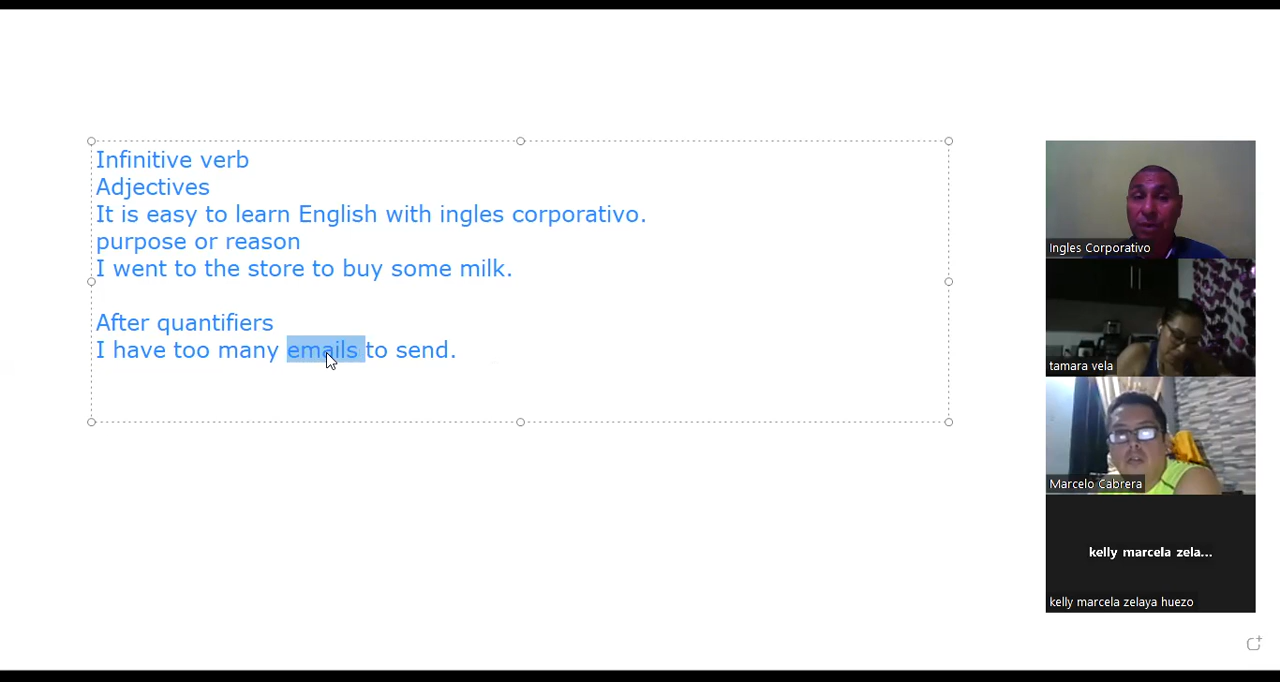 Infinitive verb
Adjectives
It is easy to learn English with ingles corporativo.
purpose or reason
I went to the store to buy some milk.
After quantifiers
I have too many emails to send.
Ingles Corporativo
tamara vela
Marcelo Cabrera
kelly marcela zela...
kelly marcela zelaya huezo